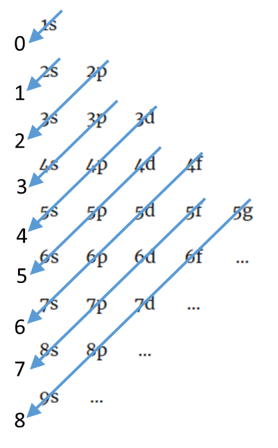 1s
0
2s 2p
1
3s 3p 3d
2
4s 4p 4d 4f
3
5s 5p 5d 5f 5g
4
6s 6p 6d 6f ...
5
7s 7p 7d ...
6
8s 8p ...
7
9s ...
8